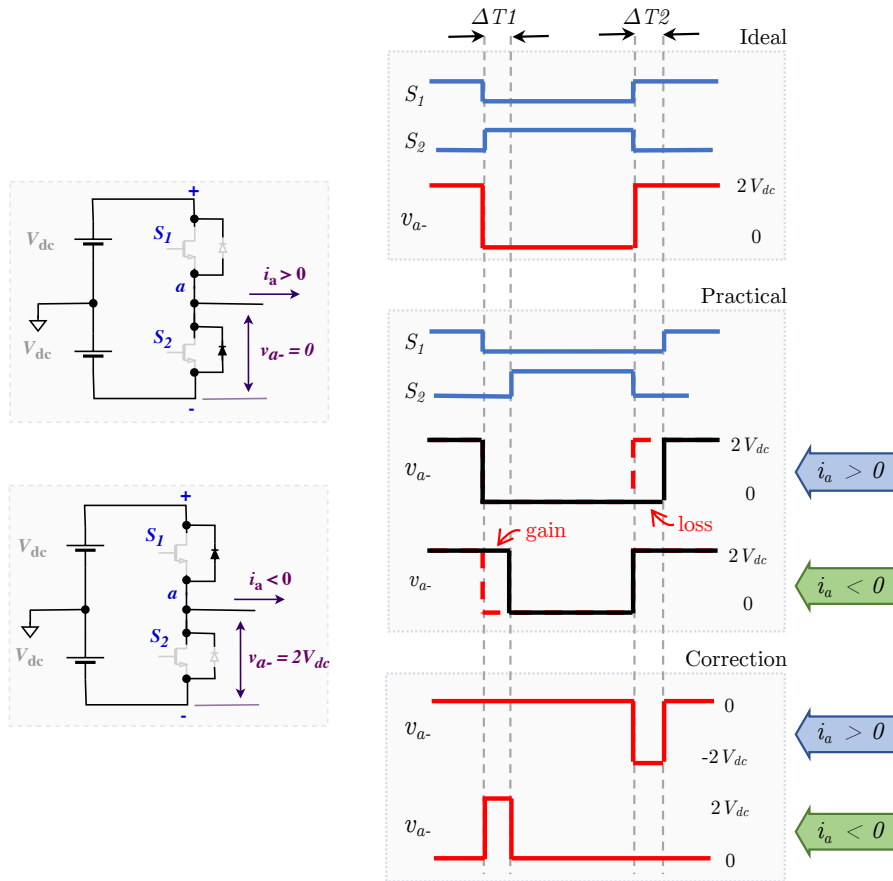 ΔT1
ΔT2
Ideal
S1
S2
va-
2Vdc
0
+
Vdc
S1
ia > 0
a
S2
Vdc
va- = 0
-
Practical
S1
S2
va-
2Vdc
0
ia > 0
loss
gain
va-
2Vdc
0
ia < 0
+
Vdc
S1
ia < 0
a
S2
Vdc
va- = 2Vdc
-
Correction
va-
0
-2Vdc
ia > 0
va-
2Vdc
0
ia < 0